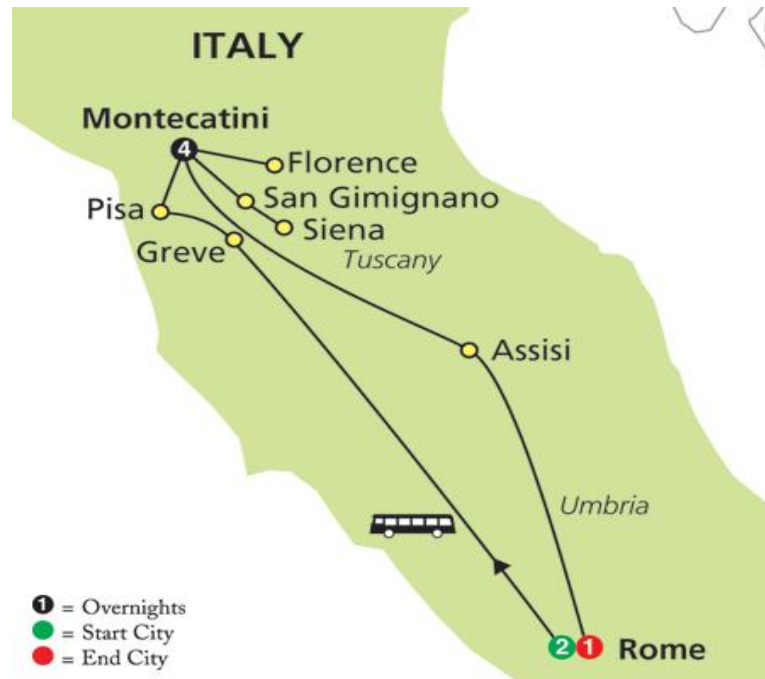 ITALY
Montecatini
4
Florence
San Gimignano
Pisa
Siena
Greve
Tuscany
Assisi
Umbria
1 = Overnights
= Start City
= End City
2 1 Rome